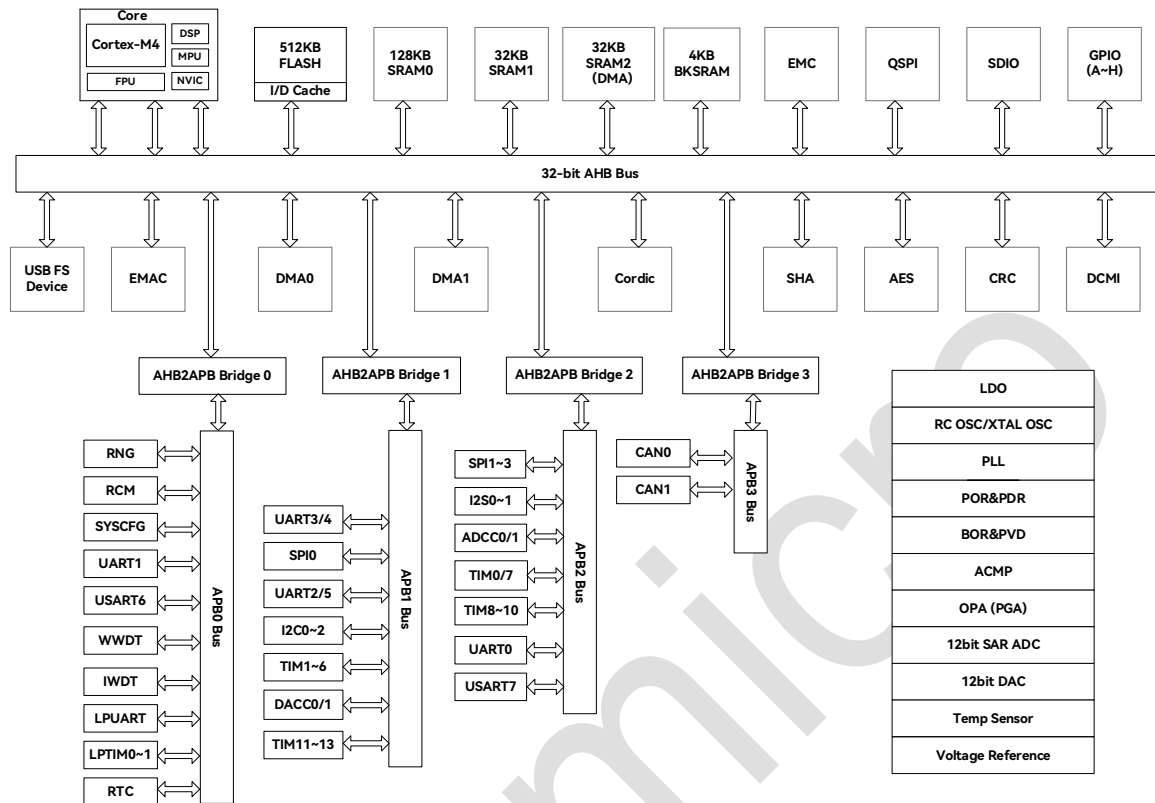 Core
Cortex-M4
DSP
MPU
FPU
NVIC
512KB
FLASH
I/D Cache
128KB
SRAM0
32KB
SRAM1
32KB
SRAM2
(DMA)
4KB
BKSRAM
EMC
QSPI
SDIO
GPIO
(A~H)
32-bit AHB Bus
USB FS
Device
EMAC
DMA0
DMA1
Cordic
SHA
AES
CRC
DCMI
AHB2APB Bridge 0
AHB2APB Bridge 1
AHB2APB Bridge 2
AHB2APB Bridge 3
RNG
RCM
SYSCFG
UART1
USART6
WWDT
IWDT
LPUART
LPTIM0~1
RTC
APB0 Bus
UART3/4
SPI0
UART2/5
I2C0~2
TIM1~6
DACC0/1
TIM11~13
APB1 Bus
SPI1~3
I2S0~1
ADCC0/1
TIM0/7
TIM8~10
UART0
USART7
APB2 Bus
CAN0
CAN1
APB3 Bus
LDO
RC OSC/XTAL OSC
PLL
POR&PDR
BOR&PVD
ACMP
OPA (PGA)
12bit SAR ADC
12bit DAC
Temp Sensor
Voltage Reference
micro